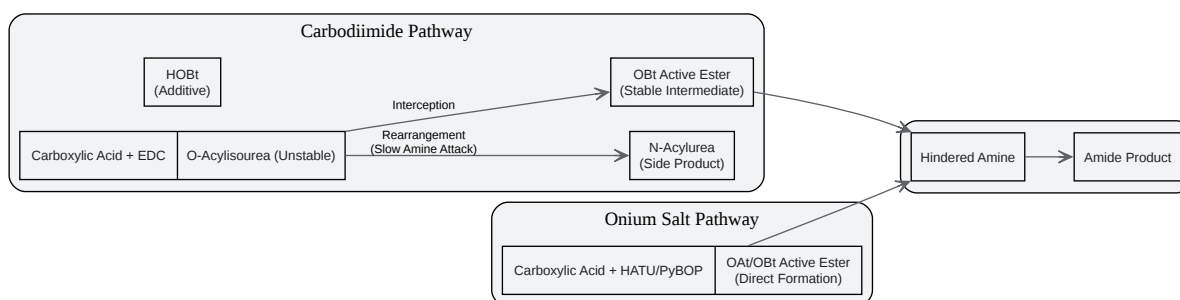 Carbodiimide Pathway
HOBt
(Additive)
OBt Active Ester
(Stable Intermediate)
Interception
Carboxylic Acid + EDC
O-Acylisourea (Unstable)
Rearrangement
(Slow Amine Attack)
N-Acylurea
(Side Product)
Hindered Amine
Amide Product
Onium Salt Pathway
Carboxylic Acid + HATU/PyBOP
OAt/OBt Active Ester
(Direct Formation)